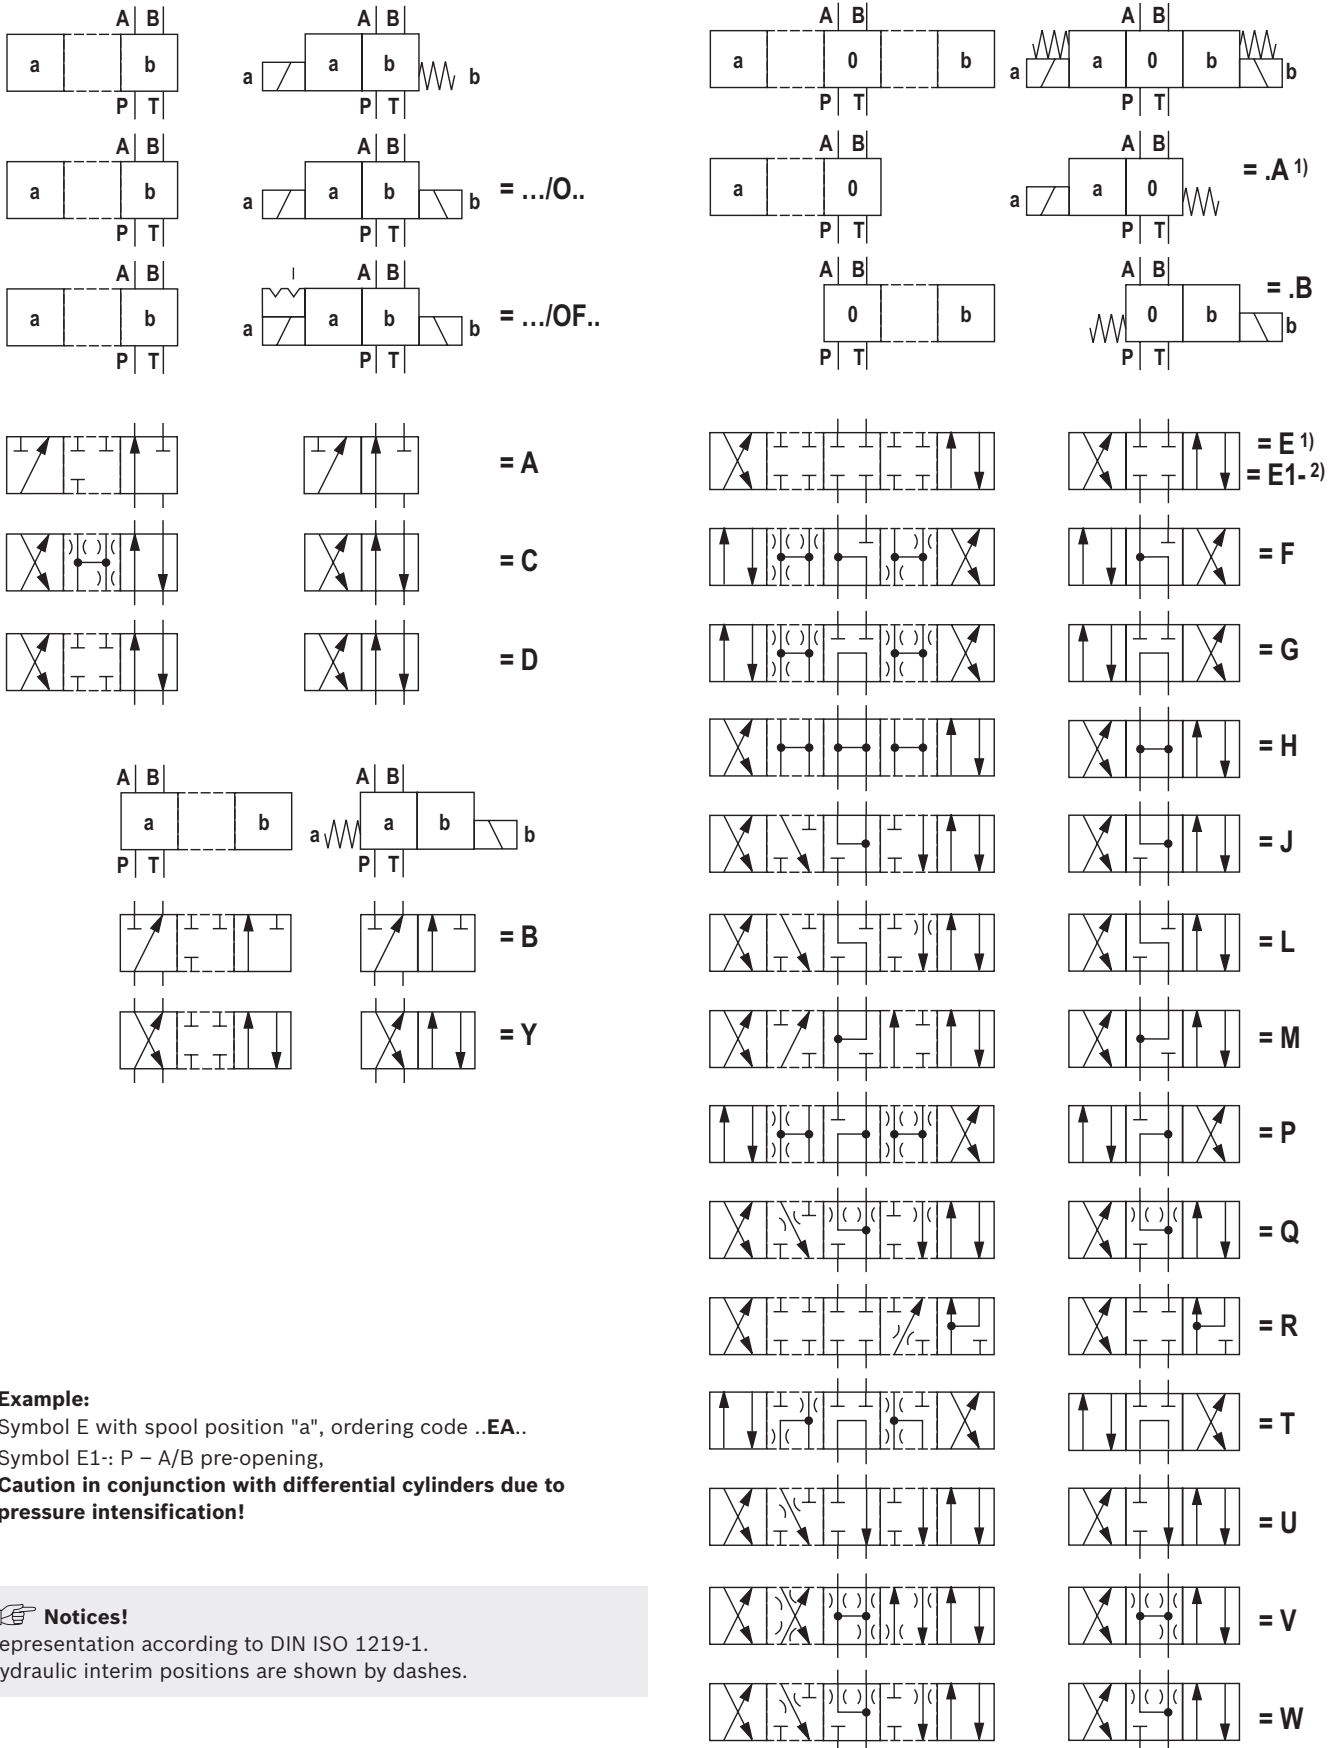 A B
a b
P T
A B
a a b b
P T
A B
a b
P T
A B
a a b b = .../O..
P T
A B
a b
P T
A B
a a b b = .../OF..
P T
= A
= C
= D
A B
a b
P T
A B
a a b b
P T
= B
= Y
Example:
Symbol E with spool position "a", ordering code ..EA..
Symbol E1-: P – A/B pre-opening,
Caution in conjunction with differential cylinders due to
pressure intensification!
Notices!
epresentation according to DIN ISO 1219-1.
ydraulic interim positions are shown by dashes.
A B
a 0 b
P T
A B
a a 0 b b
P T
A B
a 0
P T
A B
a a 0 = .A 1)
P T
A B
0 b
P T
A B
0 b b = .B
P T
= E 1)
= E1- 2)
= F
= G
= H
= J
= L
= M
= P
= Q
= R
= T
= U
= V
= W